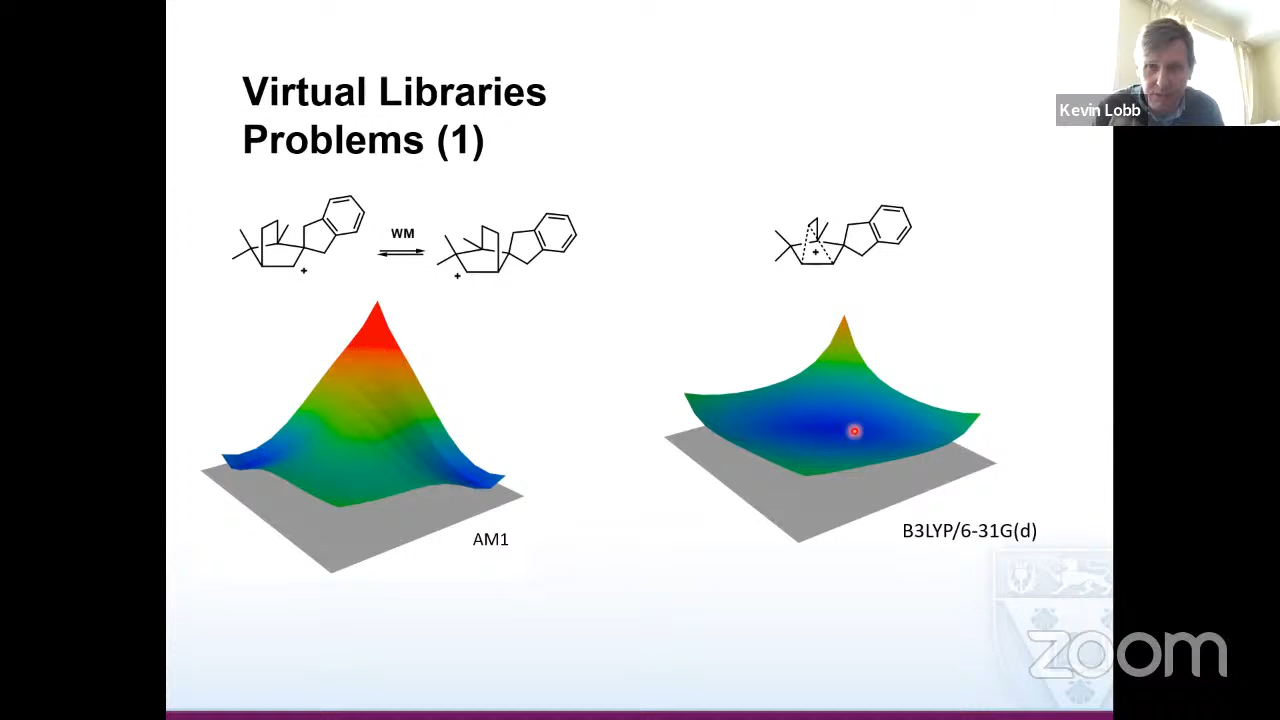 Virtual Libraries
Problems (1)
Kevin Lobb
WM
+
+
+
AM1
B3LYP/6-31G(d)
zoom